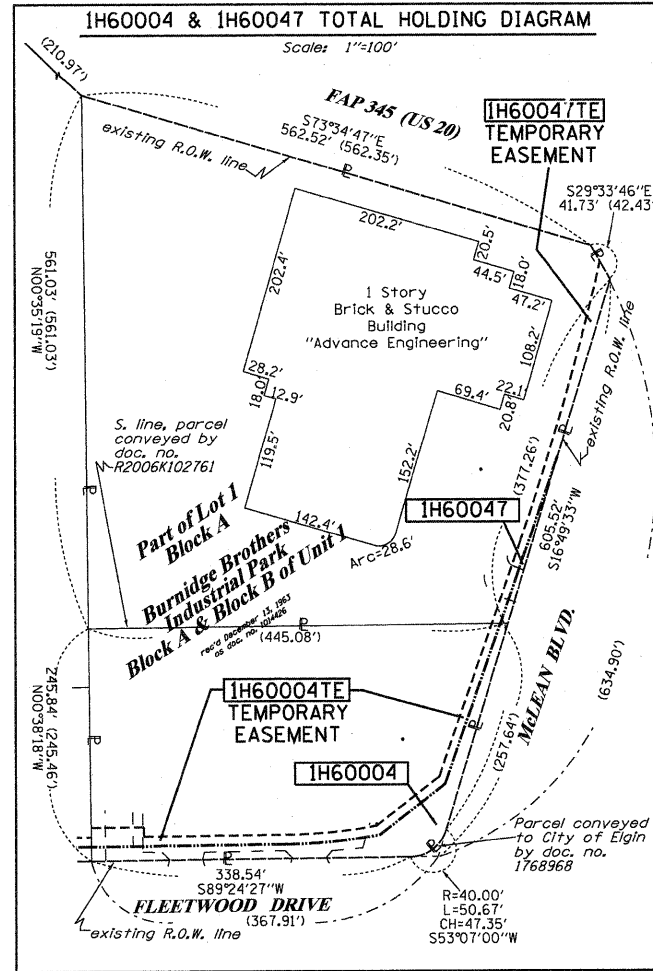 1H60004 & 1H60047 TOTAL HOLDING DIAGRAM
Scale: 1"=100'
(210.97')
FAP 345 (US 20)
S73°34'47"E
562.52' (562.35')
existing R.O.W. line
1H60047TE
TEMPORARY
EASEMENT
S29°33'46"E
41.73' (42.43'
202.2'
20.5'
44.5'
18.0'
47.2'
202.4'
1 Story
Brick & Stucco
Building
"Advance Engineering"
108.2'
561.03' (561.03')
N00°35'19"W
existing R.O.W. line
28.2'
18.0'
12.9'
69.4'
22.1'
20.8'
S. line, parcel
conveyed by
doc. no.
R2006K102761
119.5'
152.2'
(377.26')
605.52'
S16°49'33"W
1H60047
142.4'
Arc=28.6'
Part of Lot 1
Block A
Burnidge Brothers
Industrial Park
Block A & Block B of Unit 1
rec'd December 13, 1963
as doc. no. 1014426
(445.08')
McLEAN BLVD.
(634.90')
245.84' (245.46')
N00°38'18"W
1H60004TE
TEMPORARY
EASEMENT
(257.64')
1H60004
Parcel conveyed
to City of Elgin
by doc. no.
1768968
338.54'
S89°24'27"W
FLEETWOOD DRIVE
(367.91')
existing R.O.W. line
R=40.00'
L=50.67'
CH=47.35'
S53°07'00"W